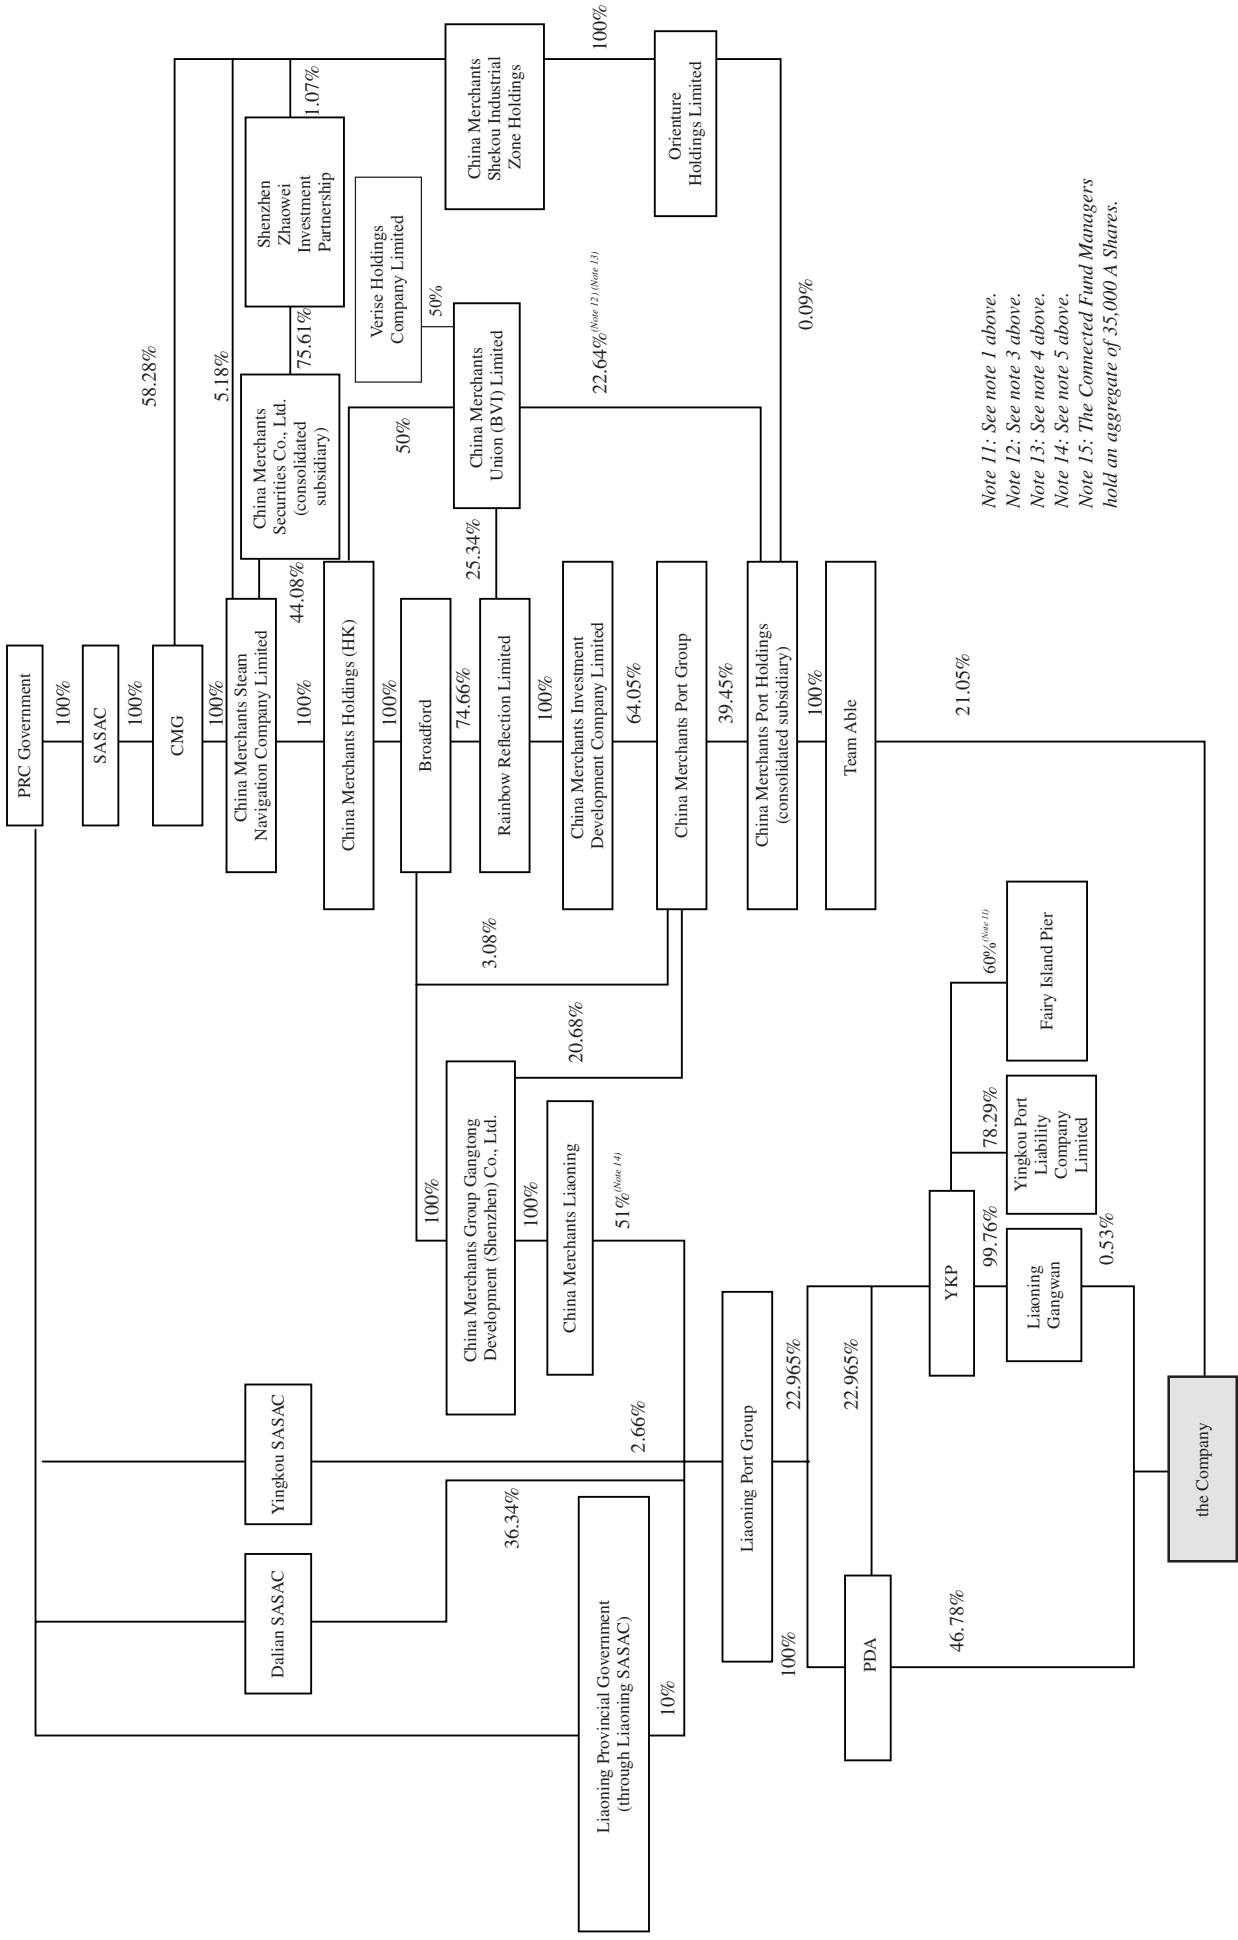 PRC Government
100%
SASAC
100%
CMG
58.28%
100%
5.18%
China Merchants Steam
Navigation Company Limited
44.08%
China Merchants
Securities Co., Ltd.
(consolidated
subsidiary)
75.61%
Shenzhen
Zhaowei
Investment
Partnership
1.07%
100%
China Merchants Holdings (HK)
50%
Verise Holdings
Company Limited
50%
100%
Broadford
74.66%
Rainbow Reflection Limited
25.34%
China Merchants
Union (BVI) Limited
China Merchants
Shekou Industrial
Zone Holdings
100%
Orienture
Holdings Limited
100%
China Merchants Investment
Development Company Limited
64.05%
22.64% (Note 12) (Note 13)
China Merchants Port Group
39.45%
0.09%
China Merchants Port Holdings
(consolidated subsidiary)
100%
Team Able
21.05%
3.08%
20.68%
100%
China Merchants Group Gangtong
Development (Shenzhen) Co., Ltd.
100%
China Merchants Liaoning
51% (Note 14)
Yingkou SASAC
2.66%
Dalian SASAC
36.34%
Liaoning Provincial Government
(through Liaoning SASAC)
10%
Liaoning Port Group
100%
22.965%
22.965%
PDA
46.78%
YKP
99.76%
78.29%
60% (Note 11)
Liaoning
Gangwan
0.53%
Yingkou Port
Liability
Company
Limited
Fairy Island Pier
the Company
Note 11: See note 1 above.
Note 12: See note 3 above.
Note 13: See note 4 above.
Note 14: See note 5 above.
Note 15: The Connected Fund Managers
hold an aggregate of 35,000 A Shares.